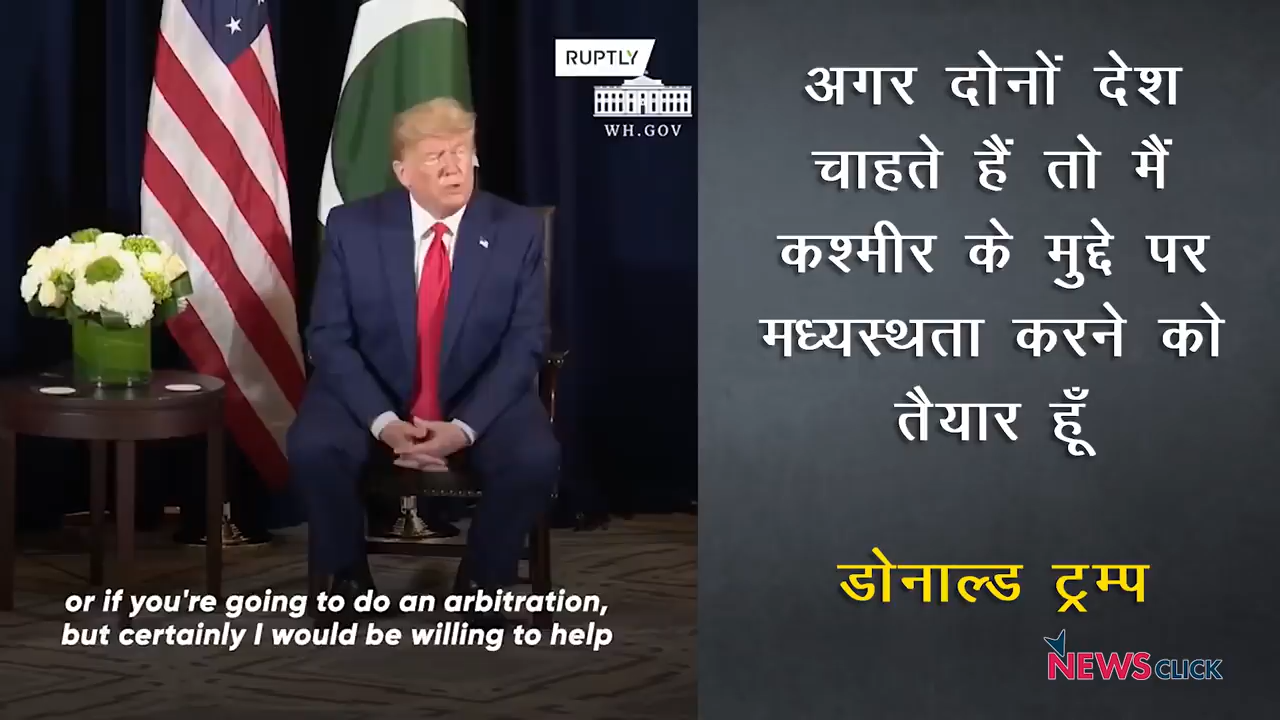 RUPTLY
WH.GOV
or if you're going to do an arbitration,
but certainly I would be willing to help
अगर दोनों देश
चाहते हैं तो मैं
कश्मीर के मुद्दे पर
मध्यस्थता करने को
तैयार हूँ
डोनाल्ड ट्रम्प
NEWSCLICK